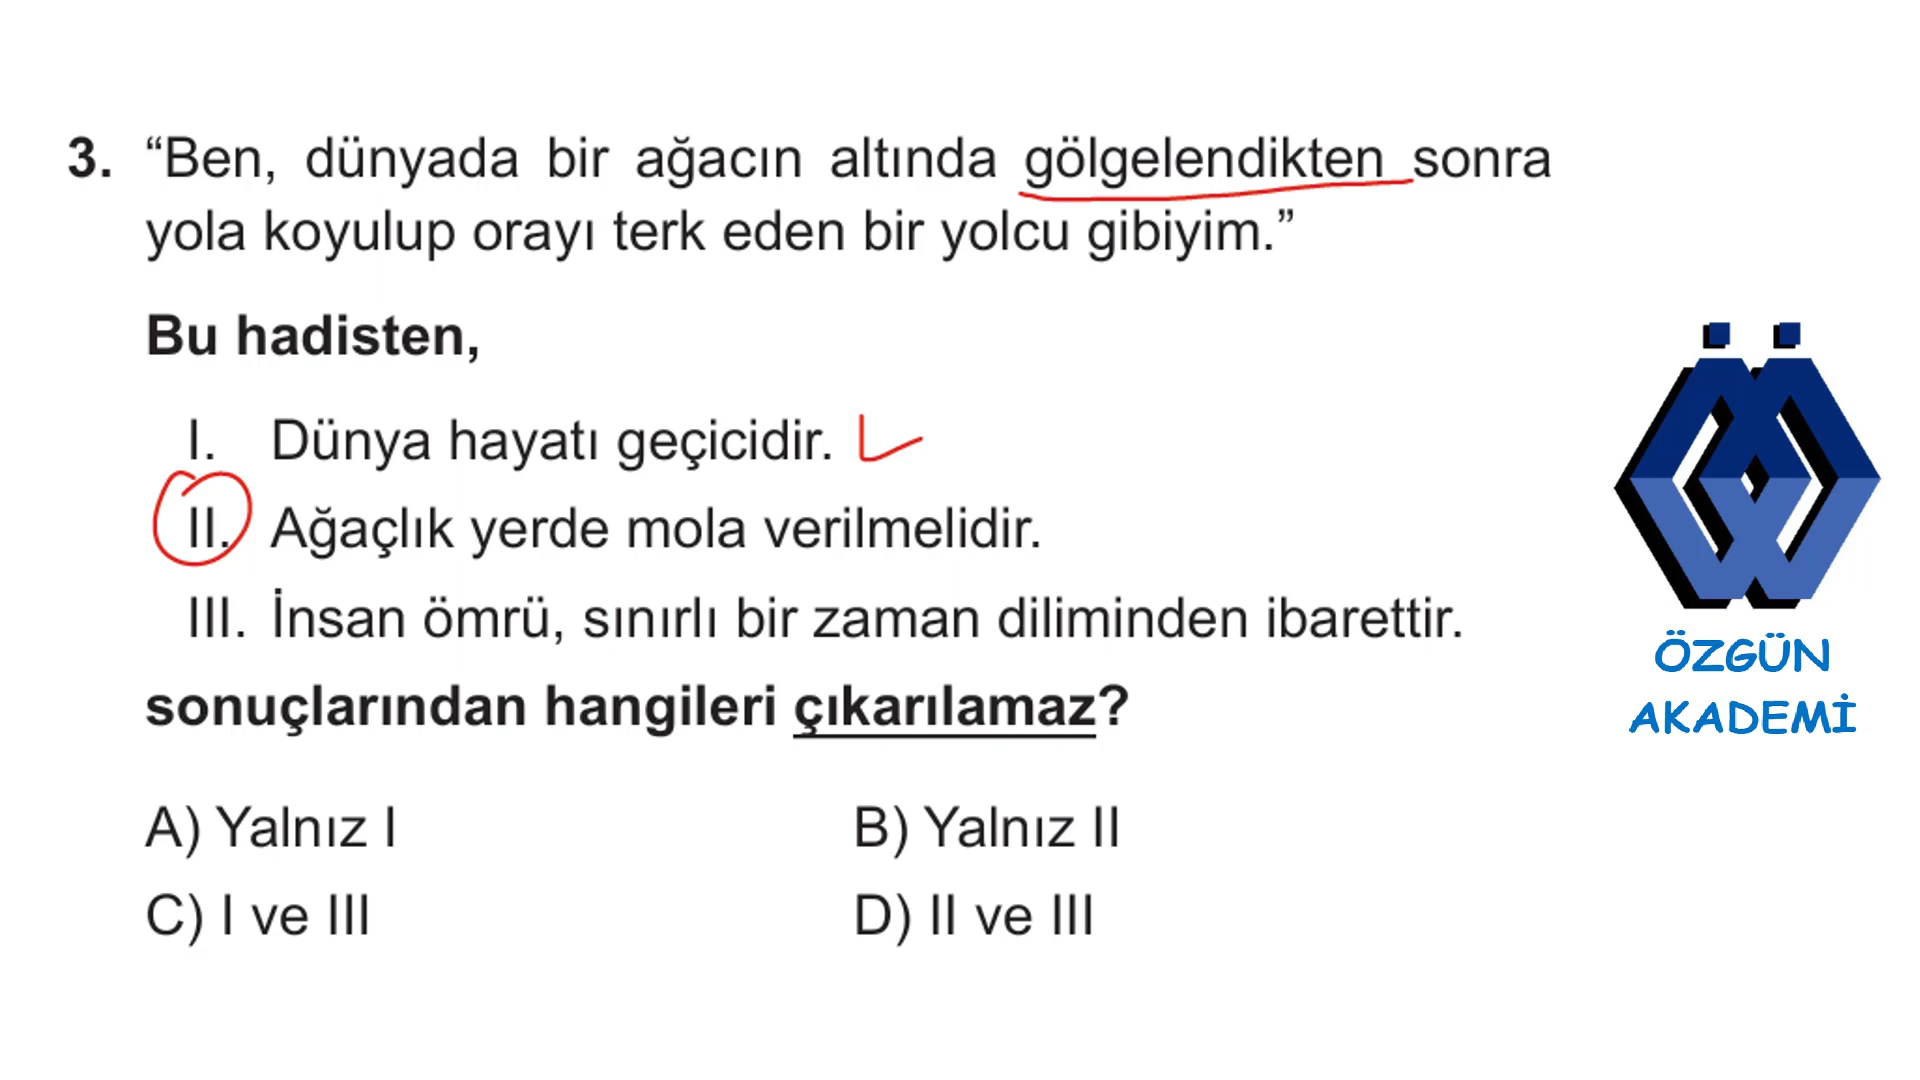 3. “Ben, dünyada bir ağacın altında gölgelendikten sonra
yola koyulup orayı terk eden bir yolcu gibiyim.”
Bu hadisten,
I. Dünya hayatı geçicidir.
II. Ağaçlık yerde mola verilmelidir.
III. İnsan ömrü, sınırlı bir zaman diliminden ibarettir.
sonuçlarından hangileri çıkarılamaz?
A) Yalnız I
B) Yalnız II
C) I ve III
D) II ve III
ÖZGÜN
AKADEMİ